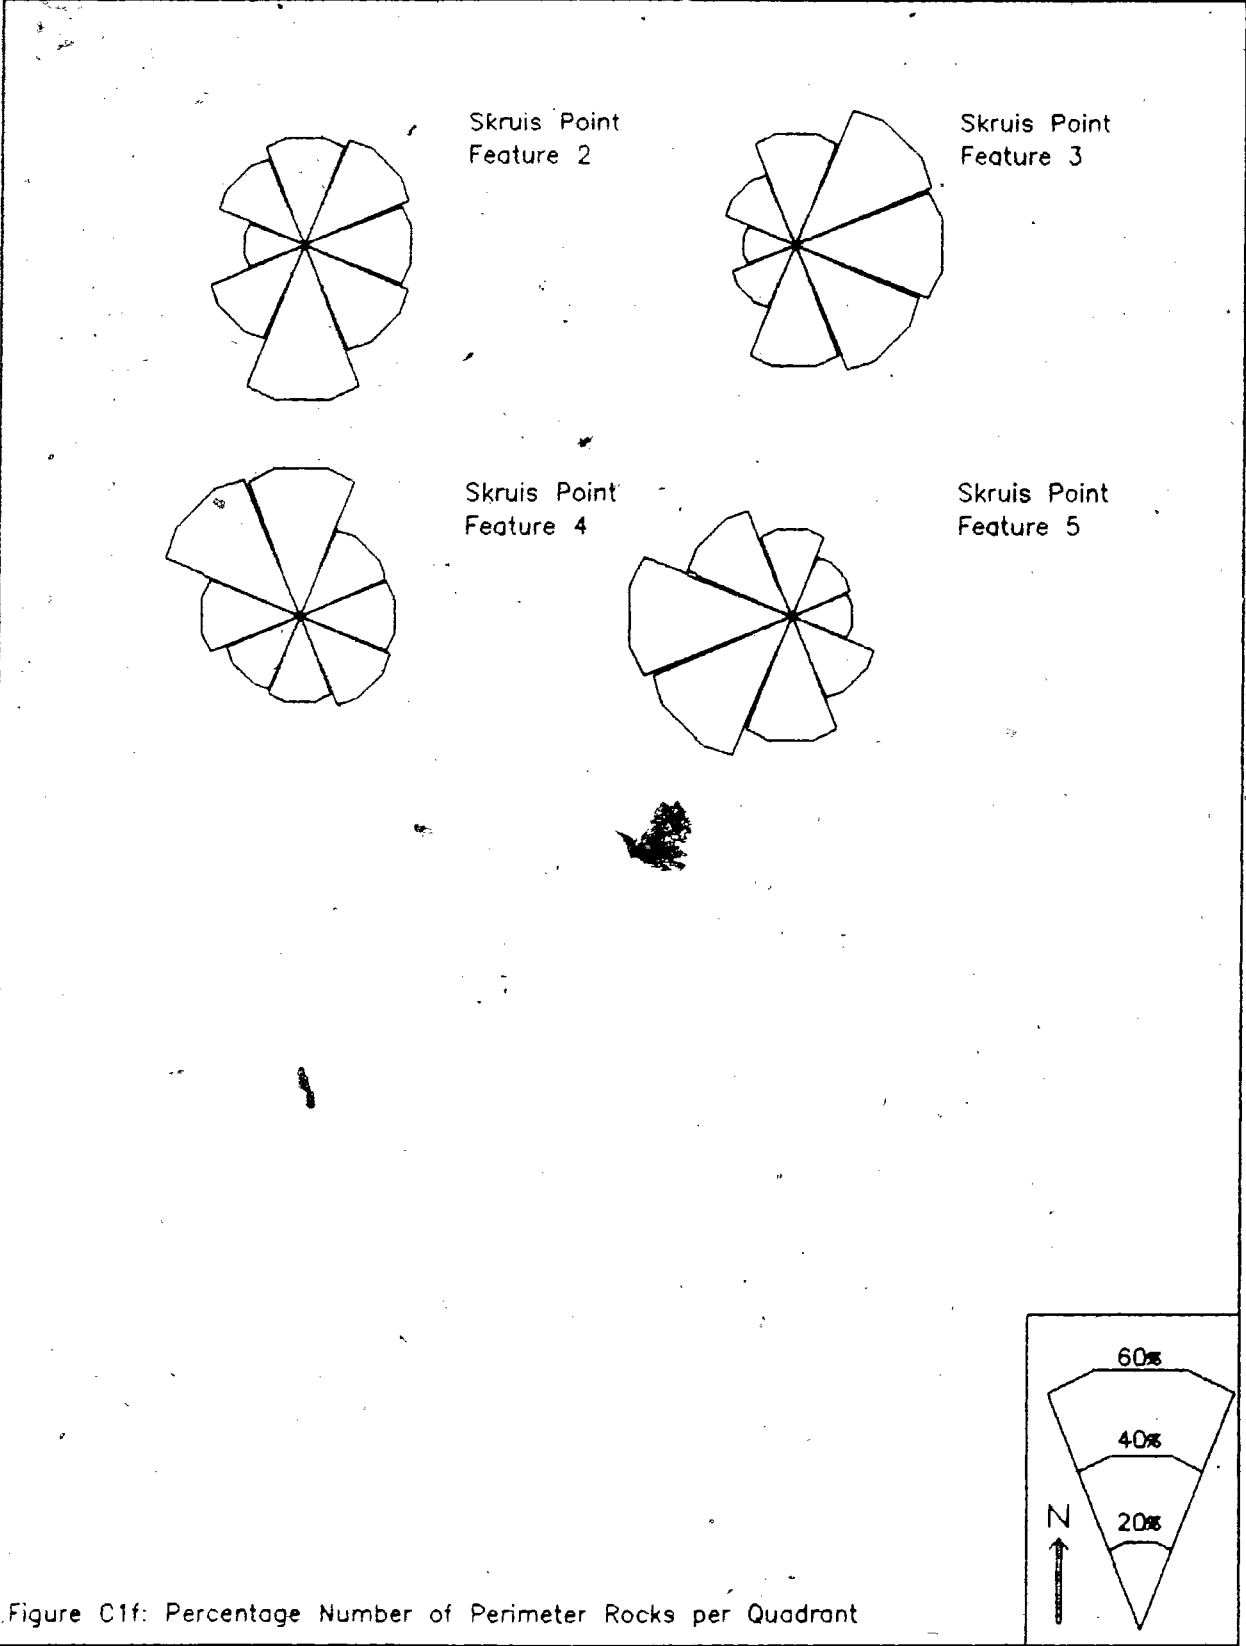 Skruis Point
Feature 2
Skruis Point
Feature 3
Skruis Point
Feature 4
Skruis Point
Feature 5
60%
40%
20%
N
Figure C1f: Percentage Number of Perimeter Rocks per Quadrant